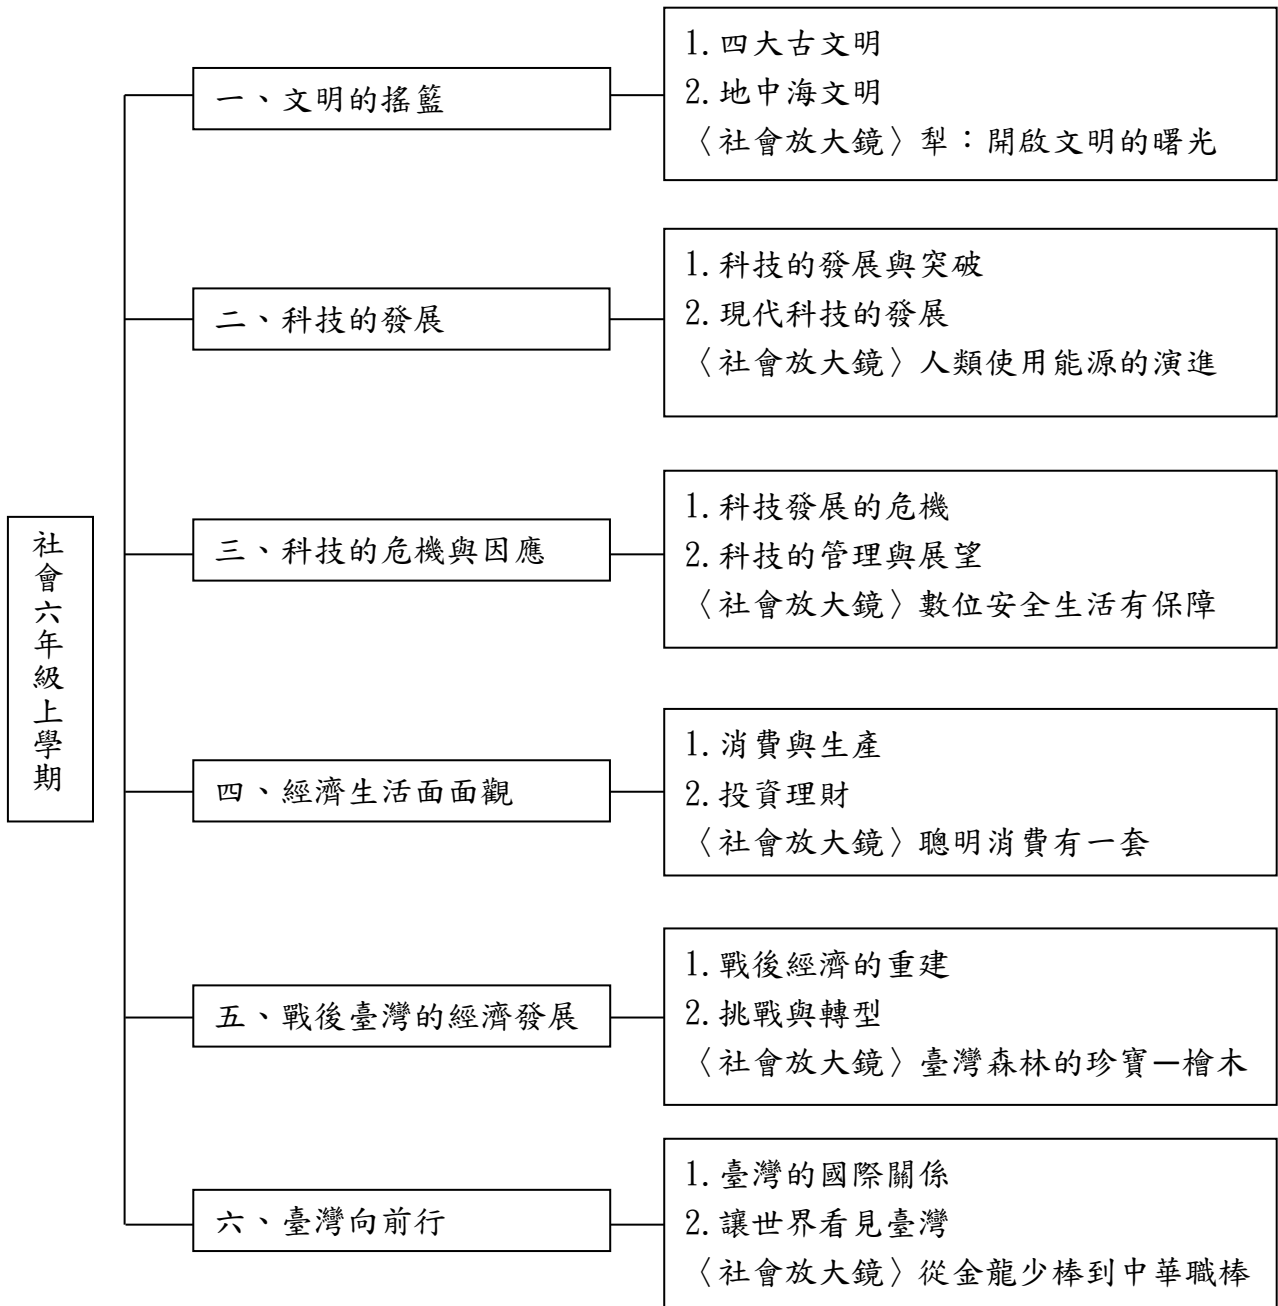 社會六年級上學期
一、文明的搖籃
1.四大古文明
2.地中海文明
〈社會放大鏡〉犁：開啟文明的曙光
二、科技的發展
1.科技的發展與突破
2.現代科技的發展
〈社會放大鏡〉人類使用能源的演進
三、科技的危機與因應
1.科技發展的危機
2.科技的管理與展望
〈社會放大鏡〉數位安全生活有保障
四、經濟生活面面觀
1.消費與生產
2.投資理財
〈社會放大鏡〉聰明消費有一套
五、戰後臺灣的經濟發展
1.戰後經濟的重建
2.挑戰與轉型
〈社會放大鏡〉臺灣森林的珍寶—檜木
六、臺灣向前行
1.臺灣的國際關係
2.讓世界看見臺灣
〈社會放大鏡〉從金龍少棒到中華職棒